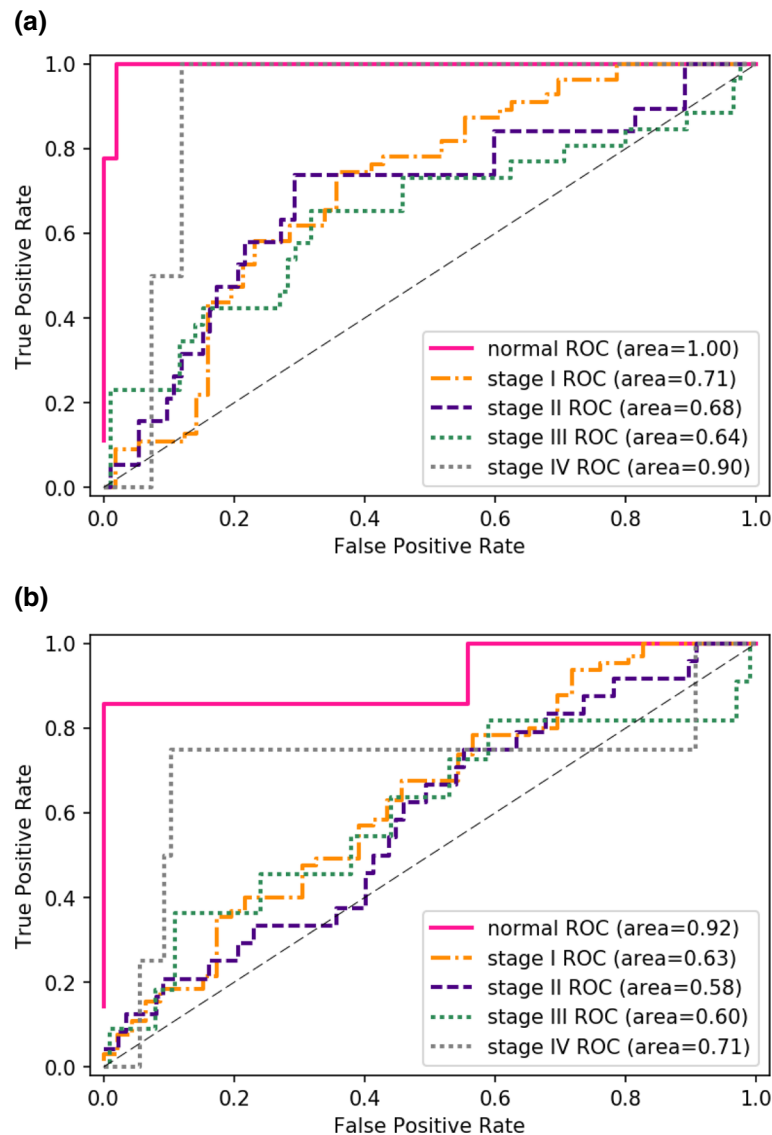 (a)
1.0
0.8
0.6
0.4
0.2
0.0
True Positive Rate
normal ROC (area=1.00)
stage I ROC (area=0.71)
stage II ROC (area=0.68)
stage III ROC (area=0.64)
stage IV ROC (area=0.90)
0.0 0.2 0.4 0.6 0.8 1.0
False Positive Rate
(b)
1.0
0.8
0.6
0.4
0.2
0.0
True Positive Rate
normal ROC (area=0.92)
stage I ROC (area=0.63)
stage II ROC (area=0.58)
stage III ROC (area=0.60)
stage IV ROC (area=0.71)
0.0 0.2 0.4 0.6 0.8 1.0
False Positive Rate